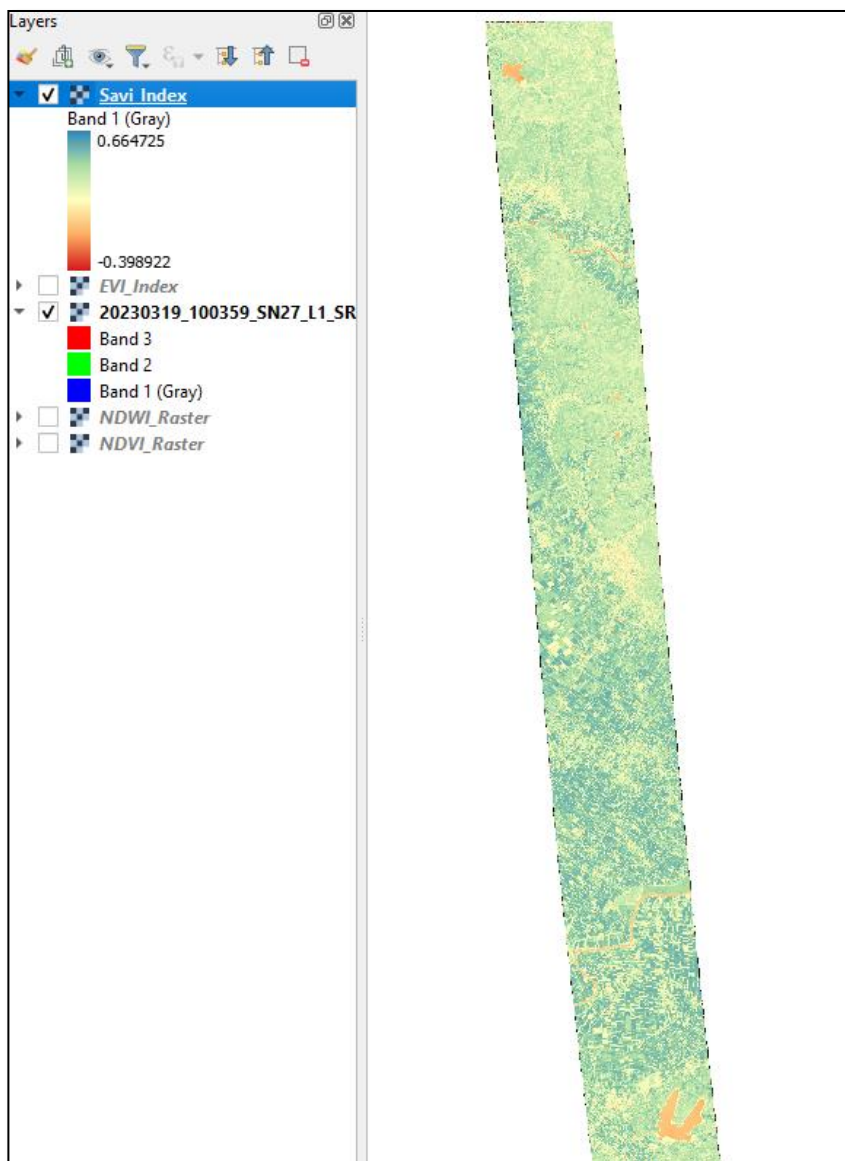 Layers
Savi_Index
Band 1 (Gray)
0.664725
-0.398922
EVI_Index
20230319_100359_SN27_L1_SR
Band 3
Band 2
Band 1 (Gray)
NDWI_Raster
NDVI_Raster